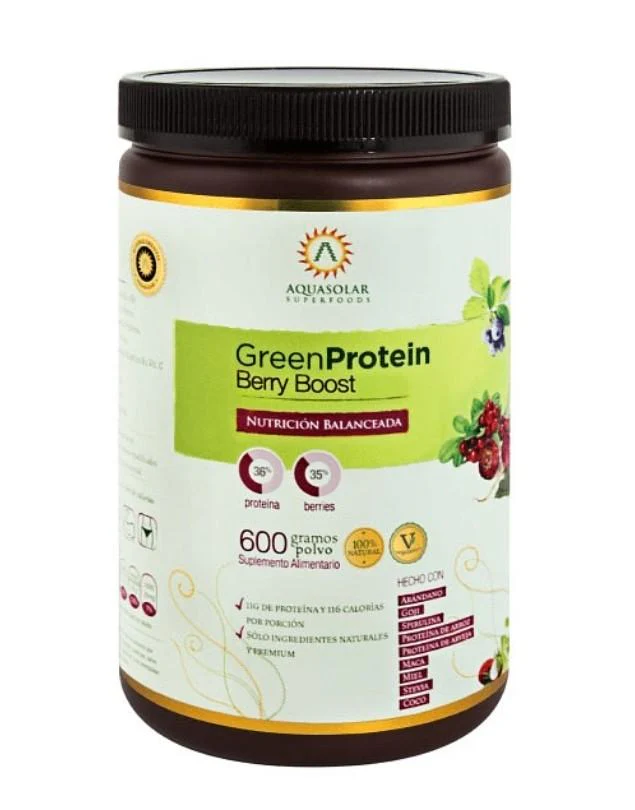 AQUASOLAR
SUPERFOODS
GreenProtein
Berry Boost
NUTRICIÓN BALANCEADA
36%
proteína
35%
berries
600 gramos
polvo
Suplemento Alimentario
100%
NATURAL
V
11G DE PROTEÍNA Y 116 CALORÍAS
POR PORCIÓN
SÓLO INGREDIENTES NATURALES
Y PREMIUM
HECHO CON
ARÁNDANO
GOJI
SPIRULINA
PROTEÍNA DE ARROZ
PROTEÍNA DE ARVEJA
MACA
MIEL
STEVIA
COCO